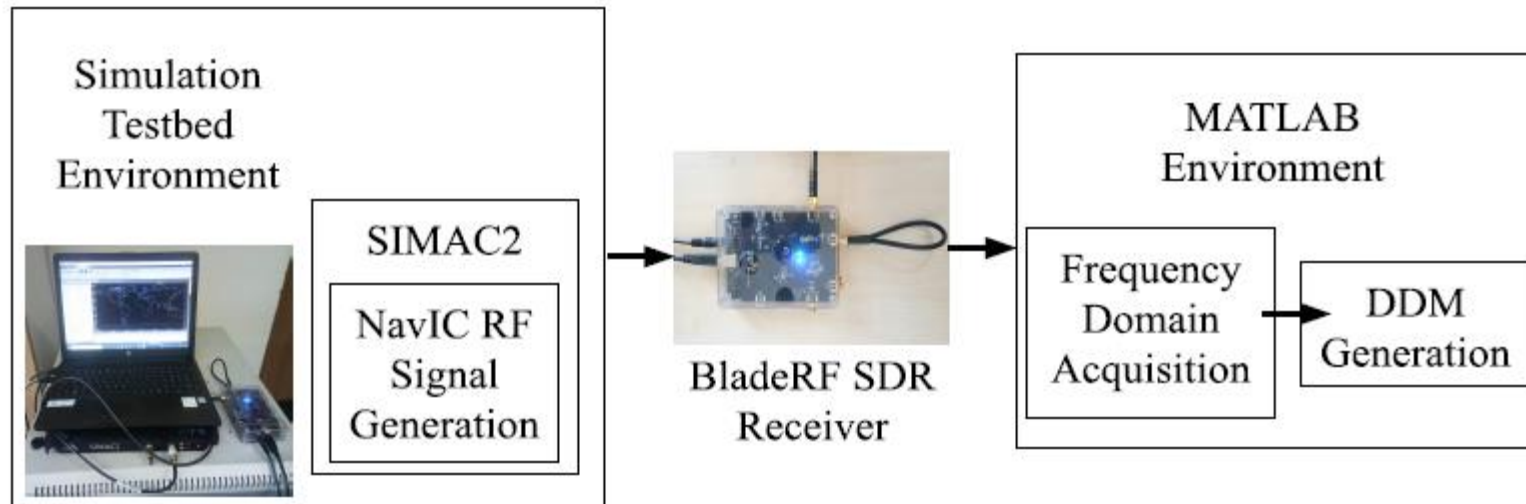 Simulation
Testbed
Environment
SIMAC2
NavIC RF
Signal
Generation
BladeRF SDR
Receiver
MATLAB
Environment
Frequency
Domain
Acquisition
DDM
Generation